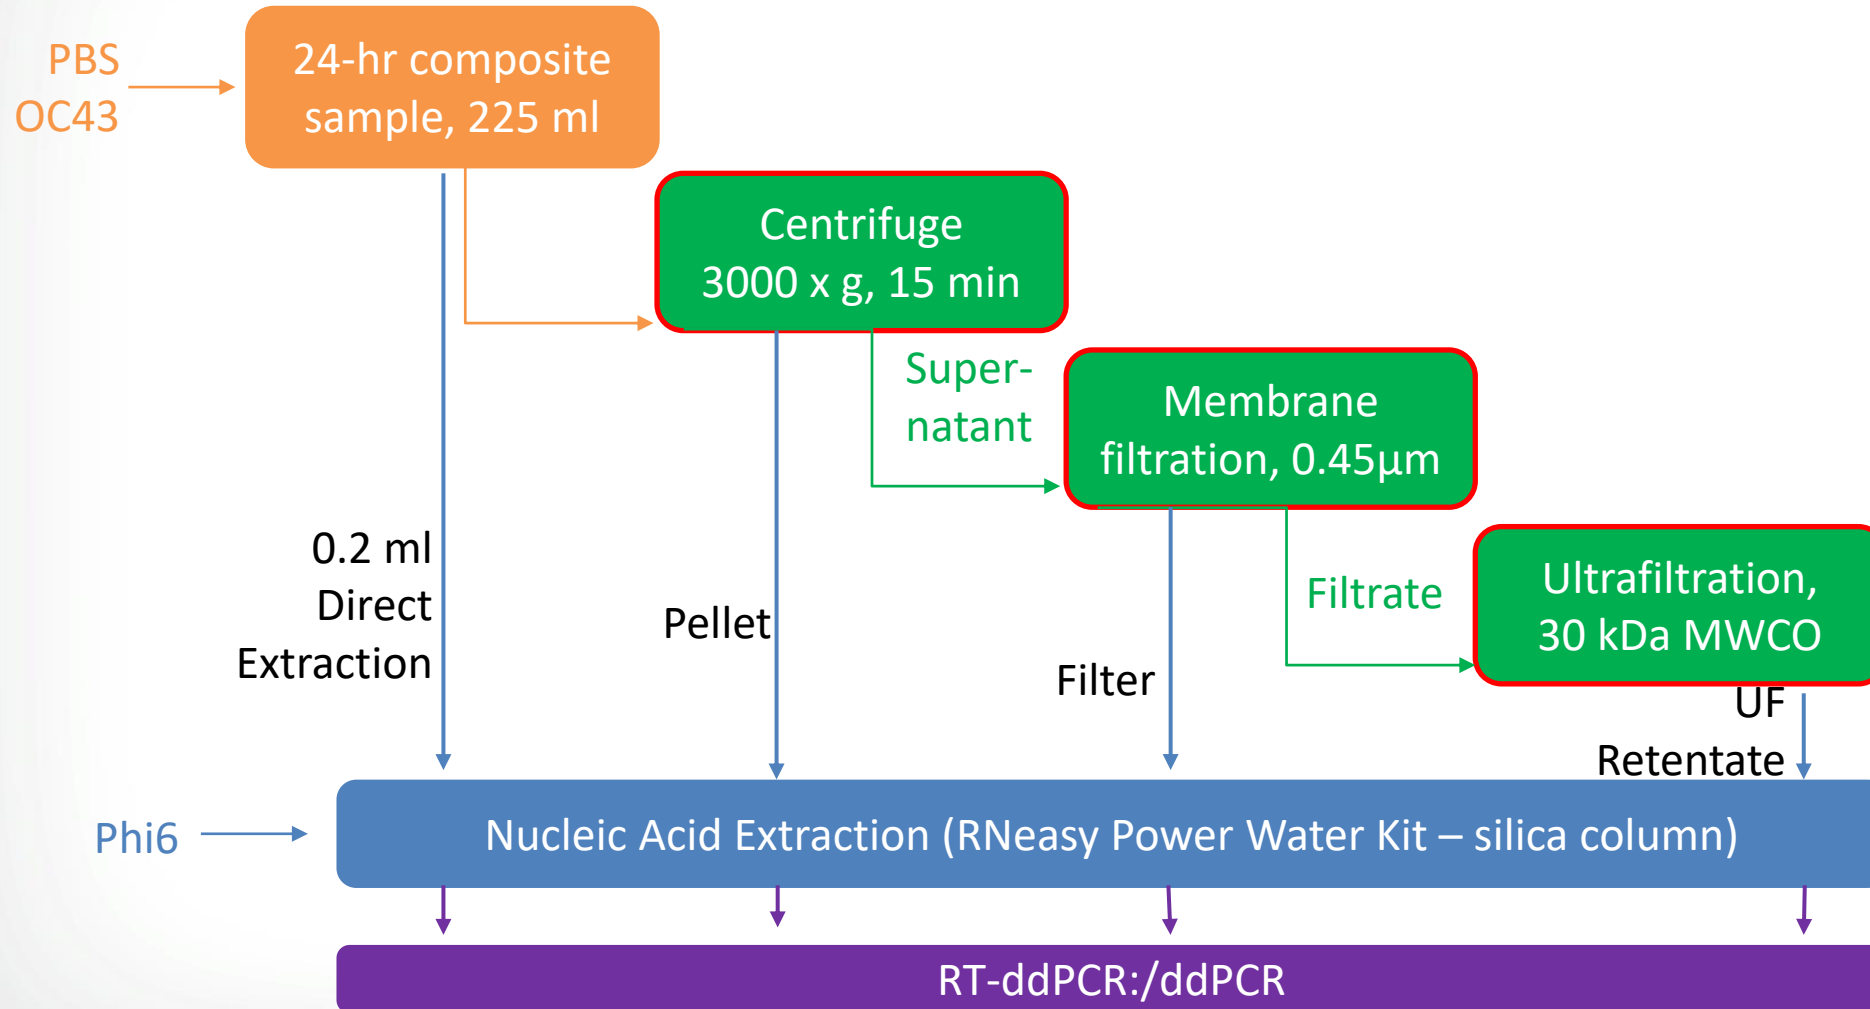 PBS
OC43
24-hr composite
sample, 225 ml
Centrifuge
3000 x g, 15 min
Super-
natant
Membrane
filtration, 0.45µm
0.2 ml
Direct
Extraction
Pellet
Filter
Filtrate
Ultrafiltration,
30 kDa MWCO
UF
Retentate
Phi6
Nucleic Acid Extraction (RNeasy Power Water Kit – silica column)
RT-ddPCR:/ddPCR